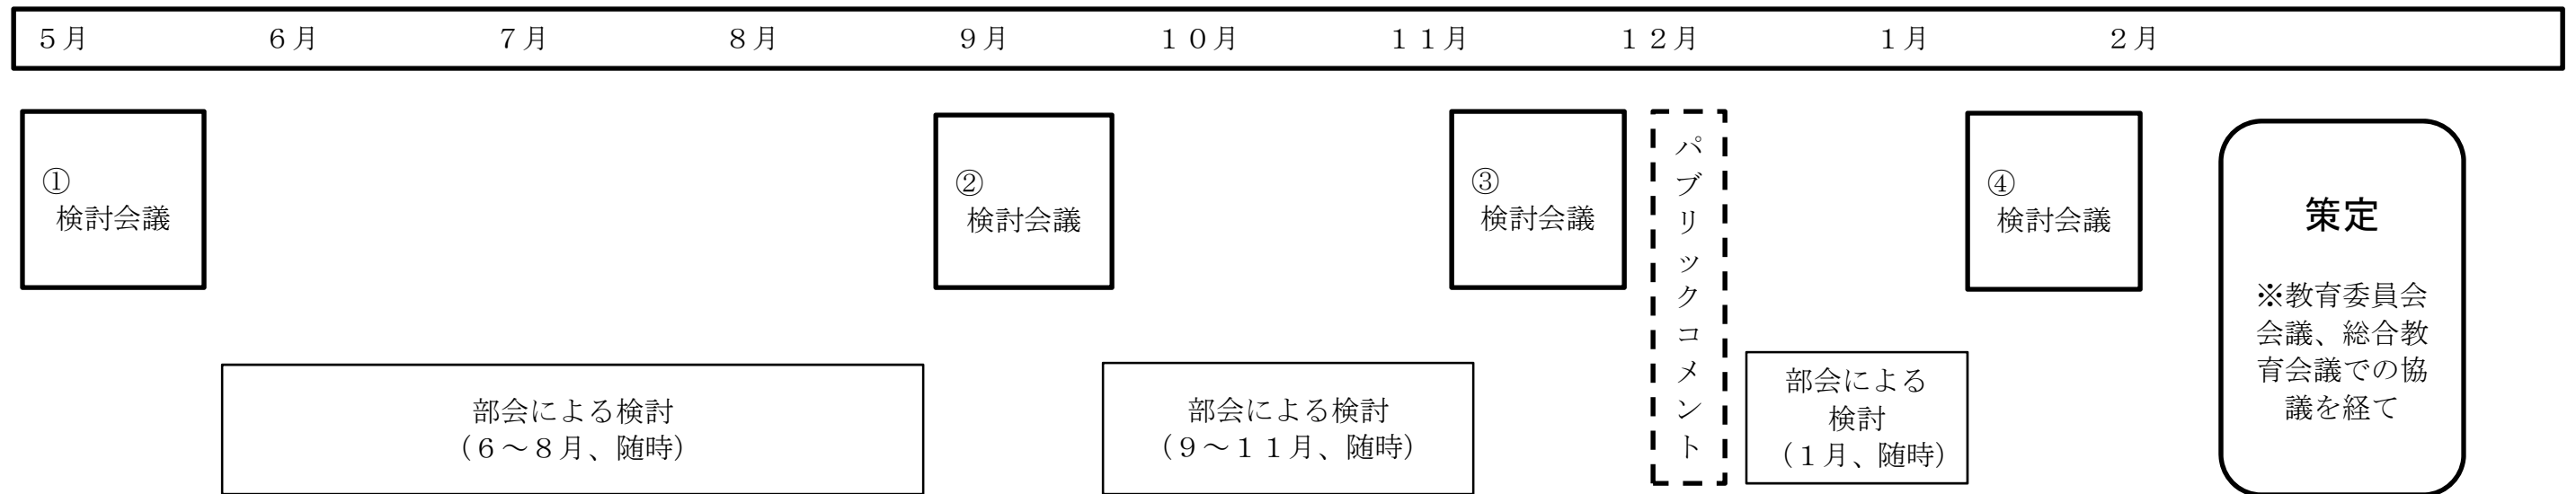 ５月 ６月 ７月 ８月 ９月 １０月 １１月 １２月 １月 ２月
①
検討会議
②
検討会議
③
検討会議
パブリックコメント
④
検討会議
策定
※教育委員会
会議、総合教
育会議での協
議を経て
部会による検討
（６～８月、随時）
部会による検討
（９～１１月、随時）
部会による
検討
（１月、随時）